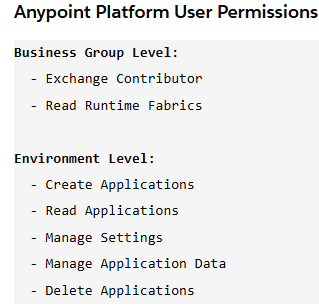 Anypoint Platform User Permissions
Business Group Level:
- Exchange Contributor
- Read Runtime Fabrics
Environment Level:
- Create Applications
- Read Applications
- Manage Settings
- Manage Application Data
- Delete Applications